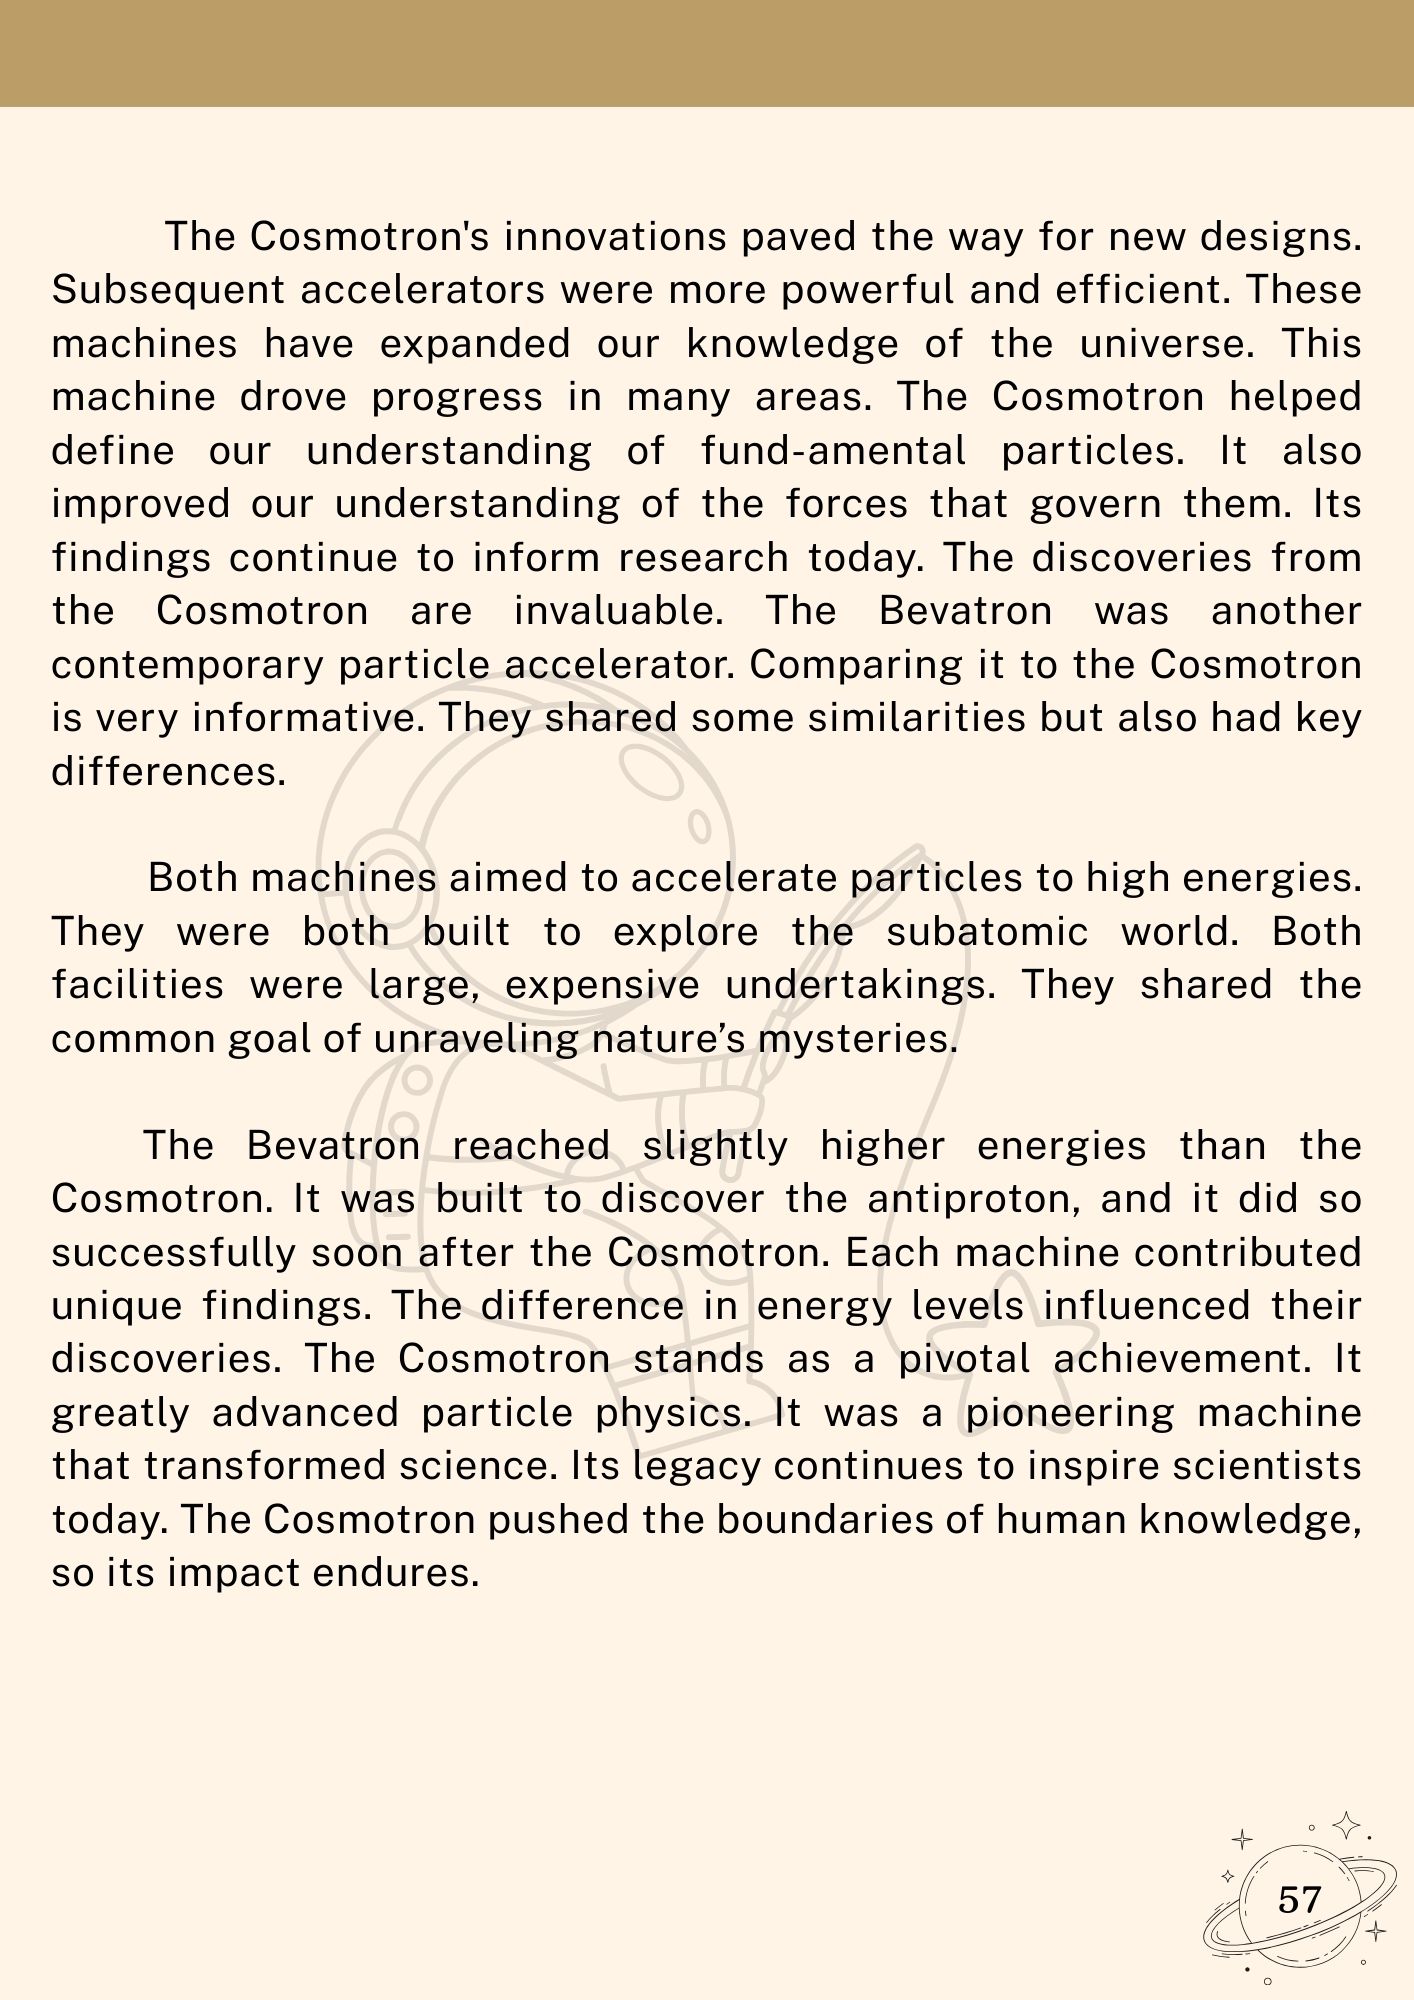 The Cosmotron's innovations paved the way for new designs.
Subsequent accelerators were more powerful and efficient. These
machines have expanded our knowledge of the universe. This
machine drove progress in many areas. The Cosmotron helped
define our understanding of fund-amental particles. It also
improved our understanding of the forces that govern them. Its
findings continue to inform research today. The discoveries from
the Cosmotron are invaluable. The Bevatron was another
contemporary particle accelerator. Comparing it to the Cosmotron
is very informative. They shared some similarities but also had key
differences.
Both machines aimed to accelerate particles to high energies.
They were both built to explore the subatomic world. Both
facilities were large, expensive undertakings. They shared the
common goal of unraveling nature’s mysteries.
The Bevatron reached slightly higher energies than the
Cosmotron. It was built to discover the antiproton, and it did so
successfully soon after the Cosmotron. Each machine contributed
unique findings. The difference in energy levels influenced their
discoveries. The Cosmotron stands as a pivotal achievement. It
greatly advanced particle physics. It was a pioneering machine
that transformed science. Its legacy continues to inspire scientists
today. The Cosmotron pushed the boundaries of human knowledge,
so its impact endures.
57